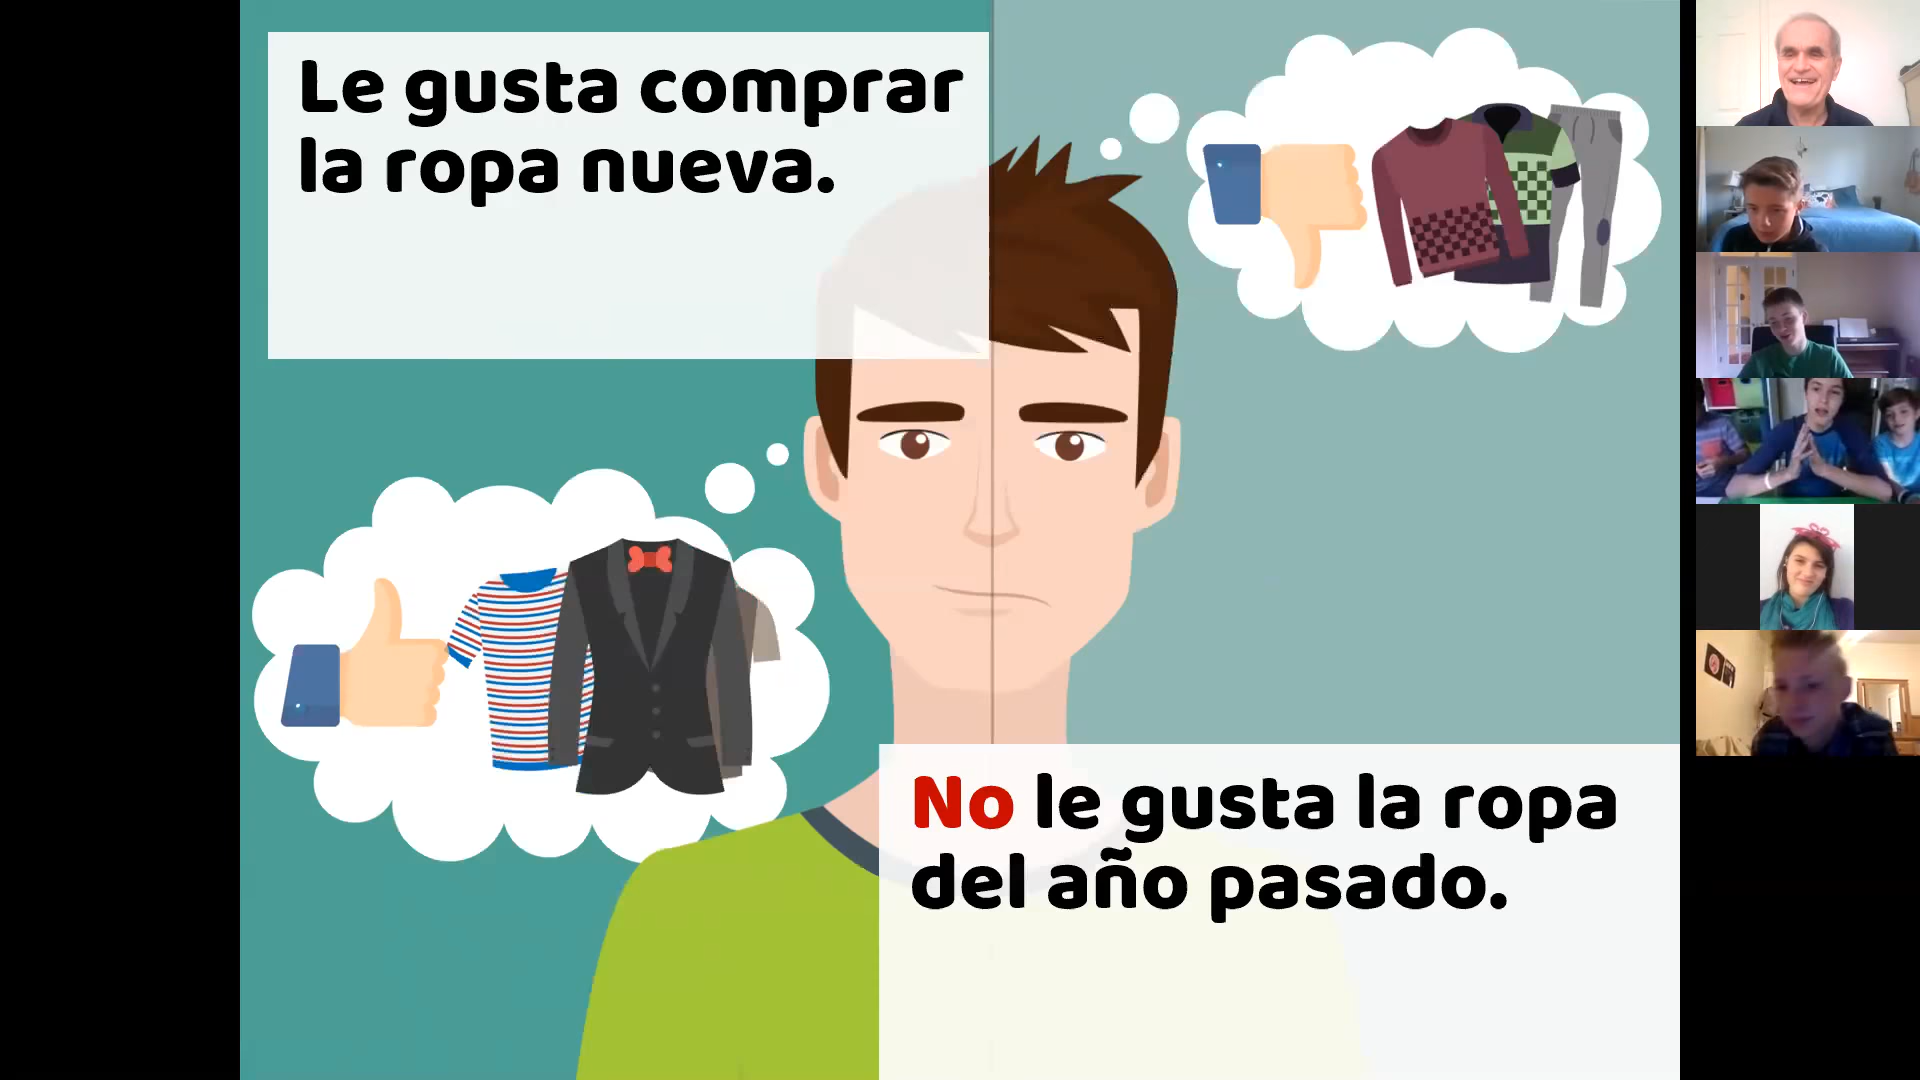 Le gusta comprar
la ropa nueva.
No le gusta la ropa
del año pasado.